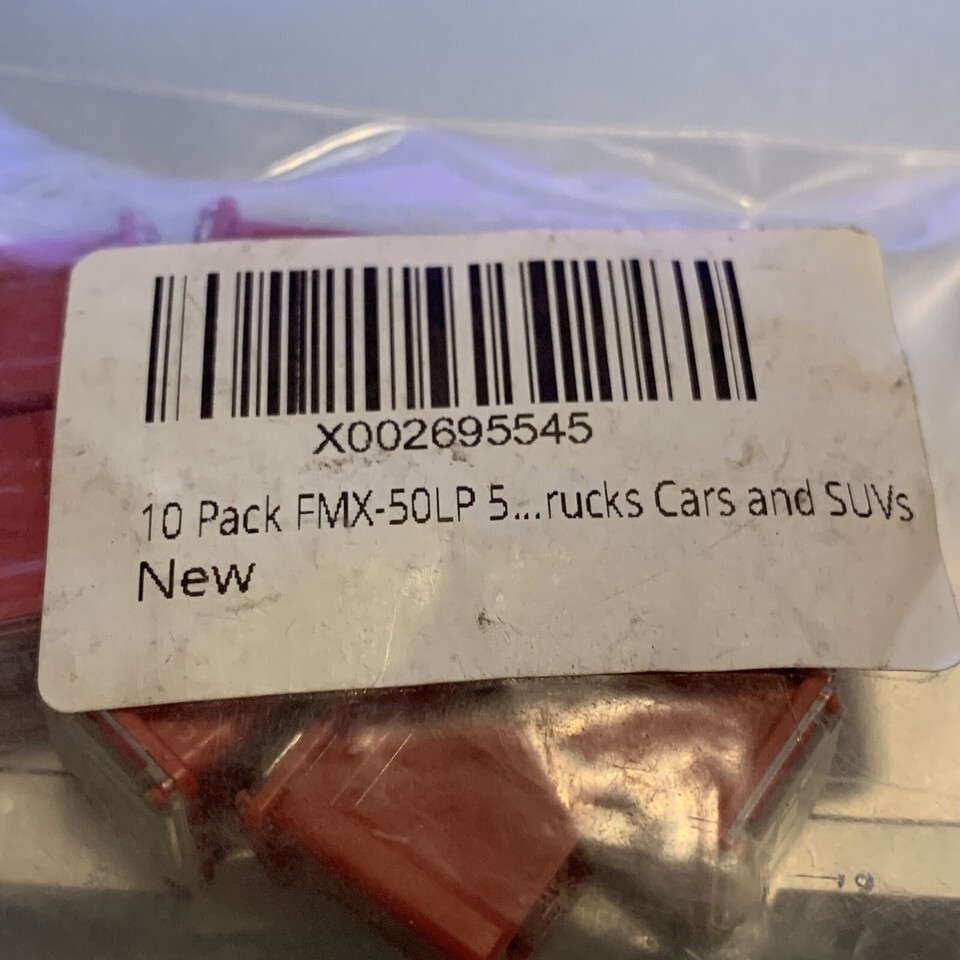 X002695545
10 Pack FMX-50LP 5...rucks Cars and SUVs
New